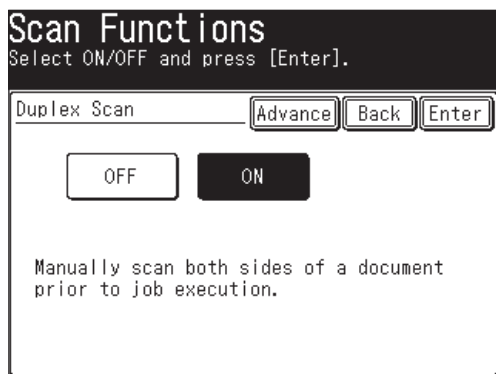 Scan Functions
Select ON/OFF and press [Enter].
Duplex Scan Advance Back Enter
OFF ON
Manually scan both sides of a document
prior to job execution.